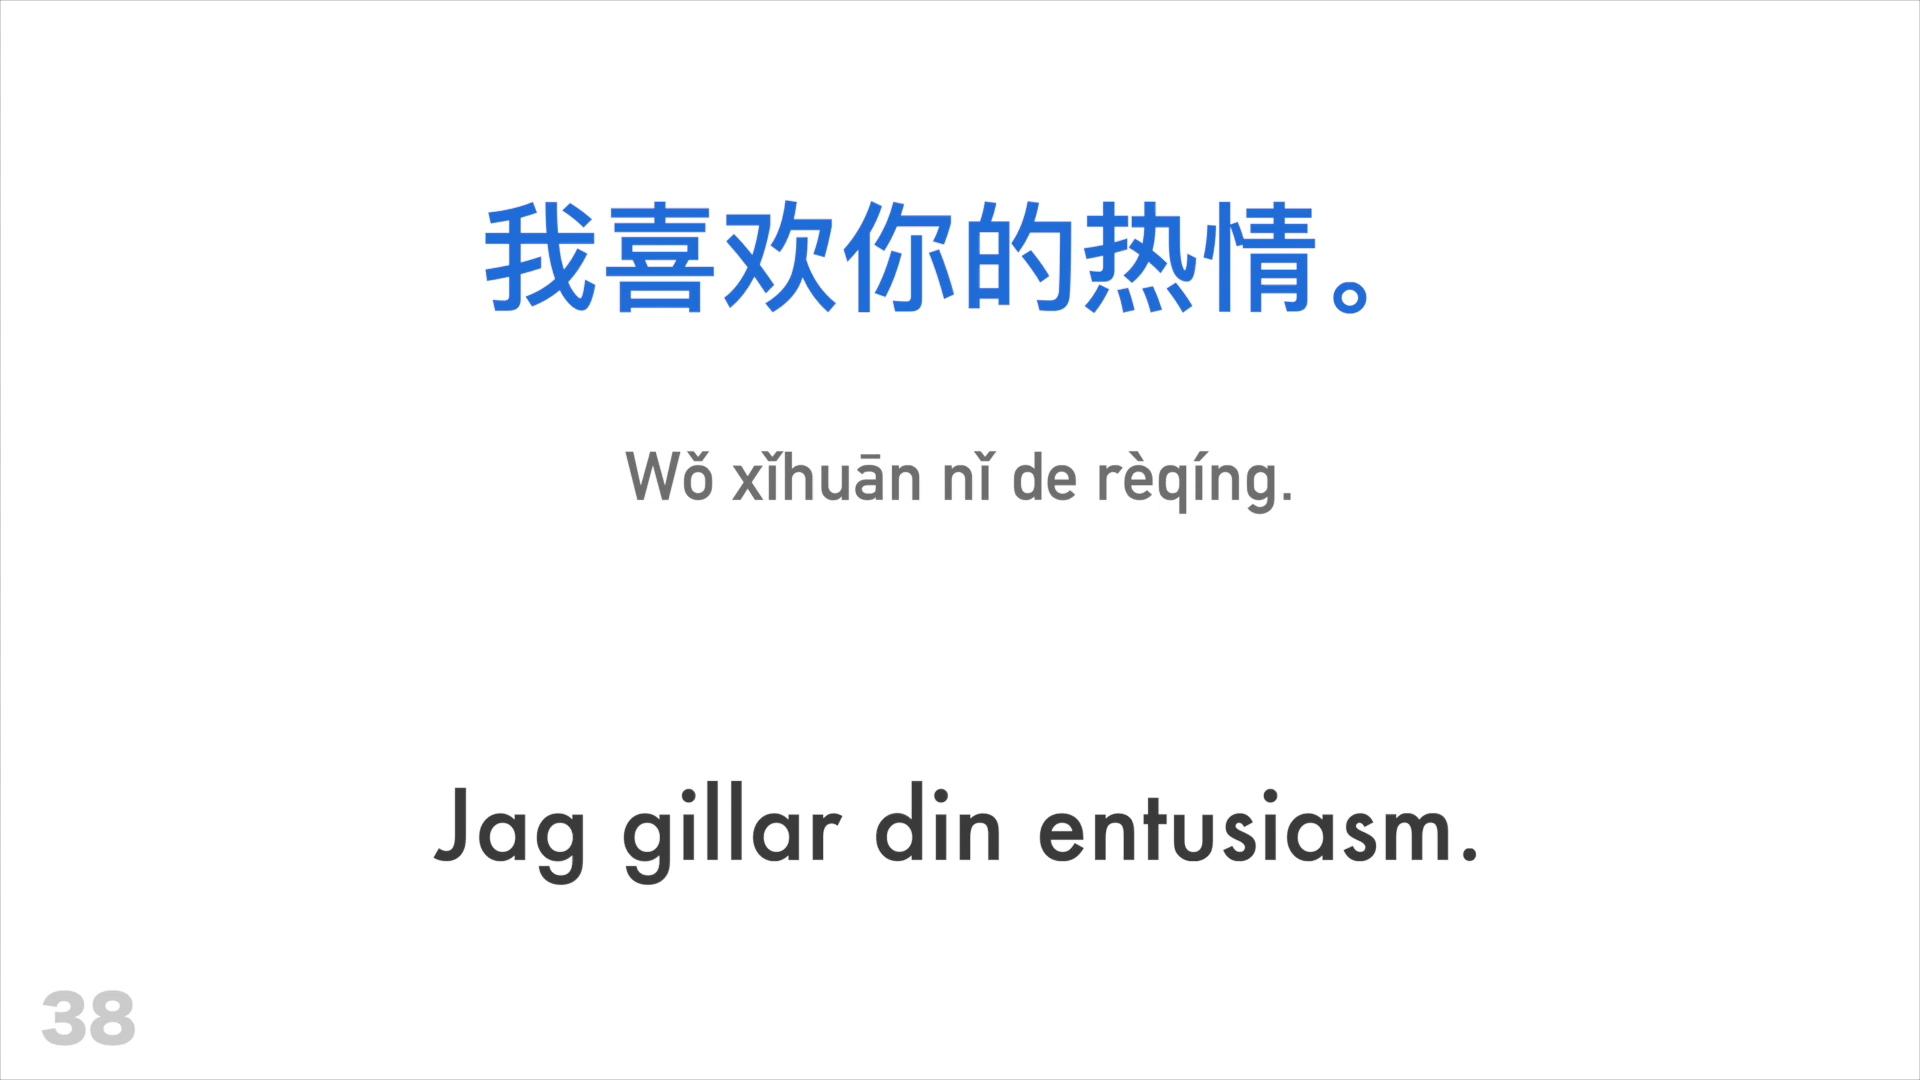 我喜欢你的热情。
Wǒ xǐhuān nǐ de rèqíng.
Jag gillar din entusiasm.
38